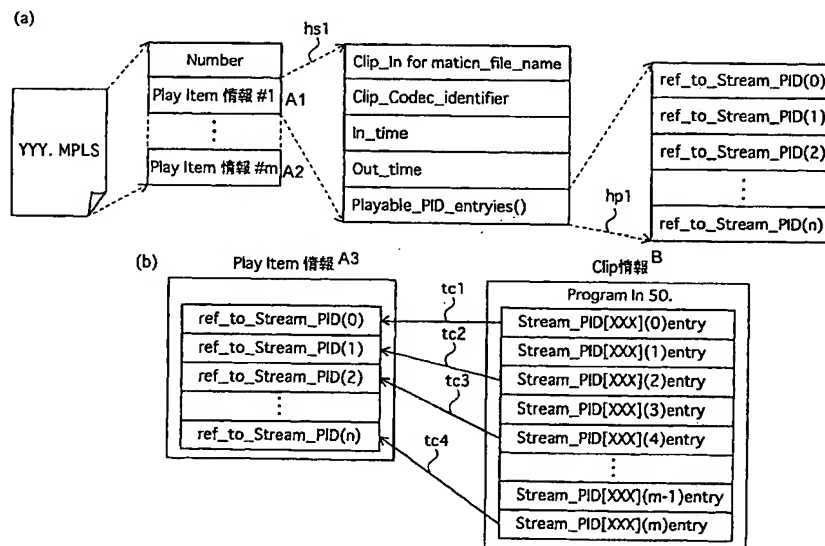 (a)
YYY. MPLS
Number
Play Item 情報 #1
A1
⋮
Play Item 情報 #m
A2
hs1
Clip_In for maticn_file_name
Clip_Codec_identifier
In_time
Out_time
Playable_PID_entryies()
hp1
ref_to_Stream_PID(0)
ref_to_Stream_PID(1)
ref_to_Stream_PID(2)
⋮
ref_to_Stream_PID(n)
(b)
Play Item 情報 A3
ref_to_Stream_PID(0)
ref_to_Stream_PID(1)
ref_to_Stream_PID(2)
⋮
ref_to_Stream_PID(n)
tc1
tc2
tc3
tc4
Clip情報 B
Program In 50.
Stream_PID[XXX](0)entry
Stream_PID[XXX](1)entry
Stream_PID[XXX](2)entry
Stream_PID[XXX](3)entry
Stream_PID[XXX](4)entry
⋮
Stream_PID[XXX](m-1)entry
Stream_PID[XXX](m)entry